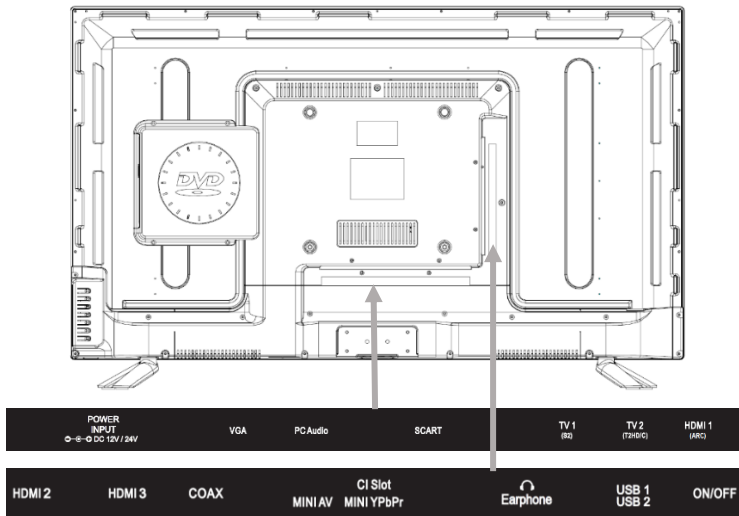 DVD
POWER
INPUT
DC 12V / 24V
VGA
PC Audio
SCART
TV 1
(S2)
TV 2
(T2HD/C)
HDMI 1
(ARC)
HDMI 2
HDMI 3
COAX
CI Slot
MINI AV MINI YPbPr
Earphone
USB 1
USB 2
ON/OFF